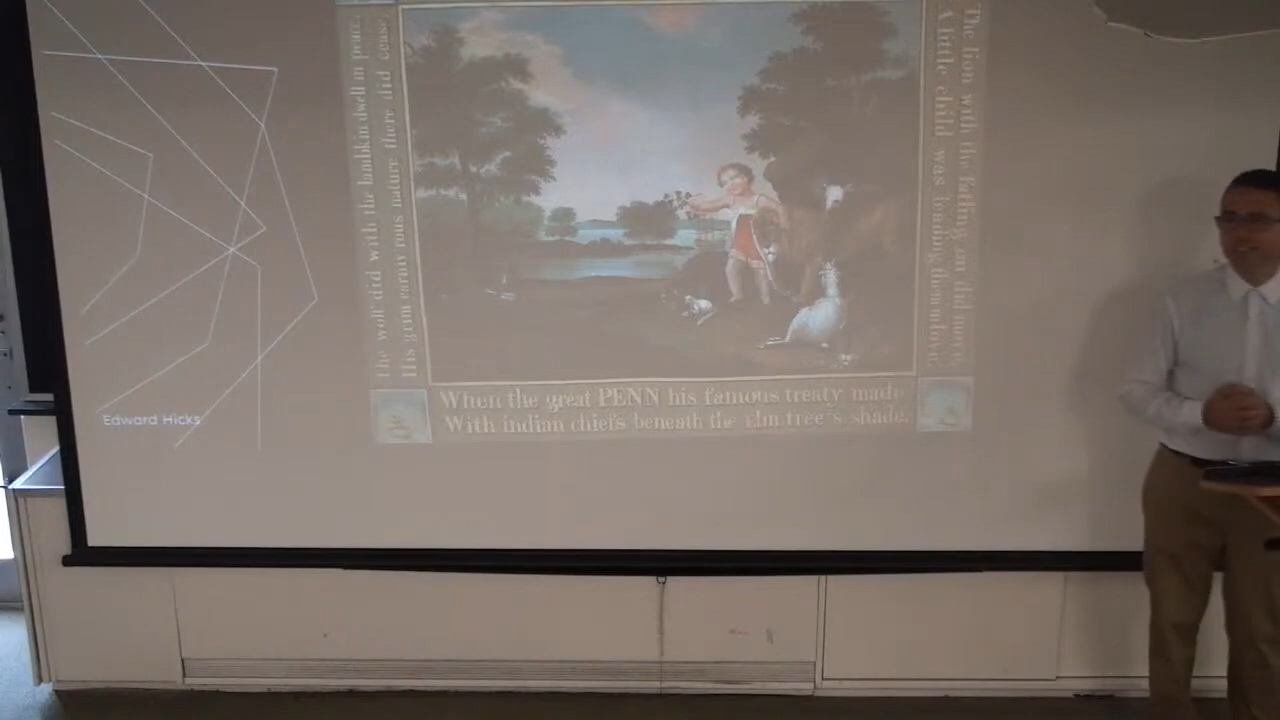 The wolf did with the lambkin dwell in peace.
His grim carniv rous nature there did cease
The lion with the fatling on did move
A little child was leading them in love
When the great PENN his famous treaty made
With indian chiefs beneath the Elm tree's shade.
Edward Hicks